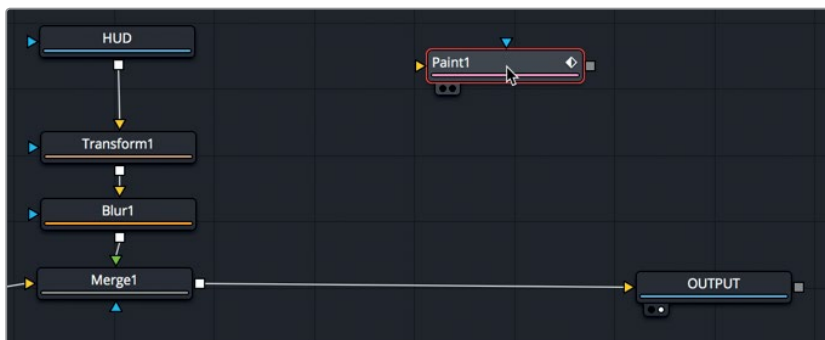 HUD
Paint1
Transform1
Blur1
Merge1
OUTPUT